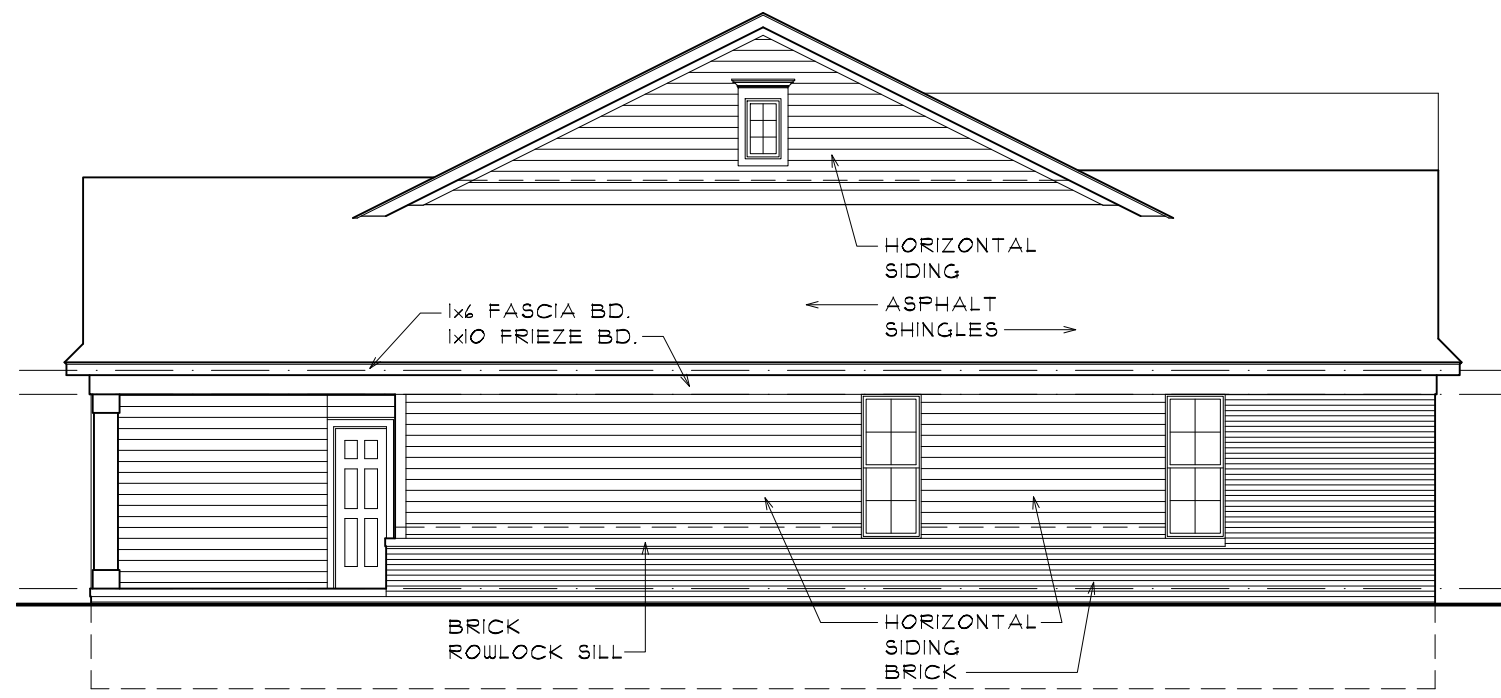 HORIZONTAL
SIDING
ASPHALT
SHINGLES
1x6 FASCIA BD.
1x10 FRIEZE BD.
BRICK
ROWLOCK SILL
HORIZONTAL
SIDING
BRICK